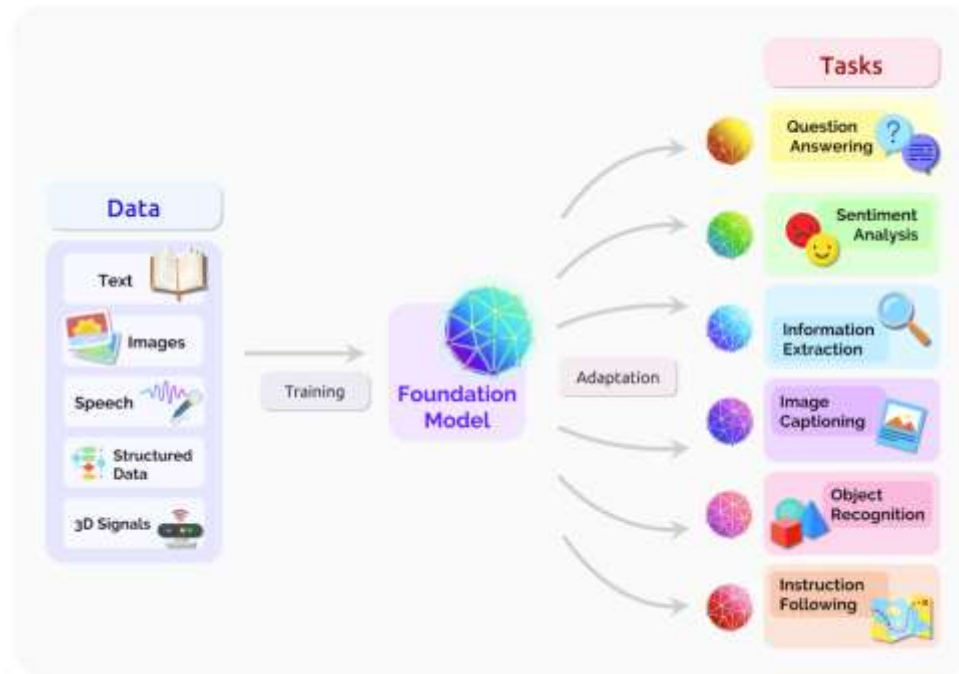 Data
Text
Images
Speech
Structured
Data
3D Signals
Training
Foundation
Model
Adaptation
Tasks
Question
Answering
Sentiment
Analysis
Information
Extraction
Image
Captioning
Object
Recognition
Instruction
Following